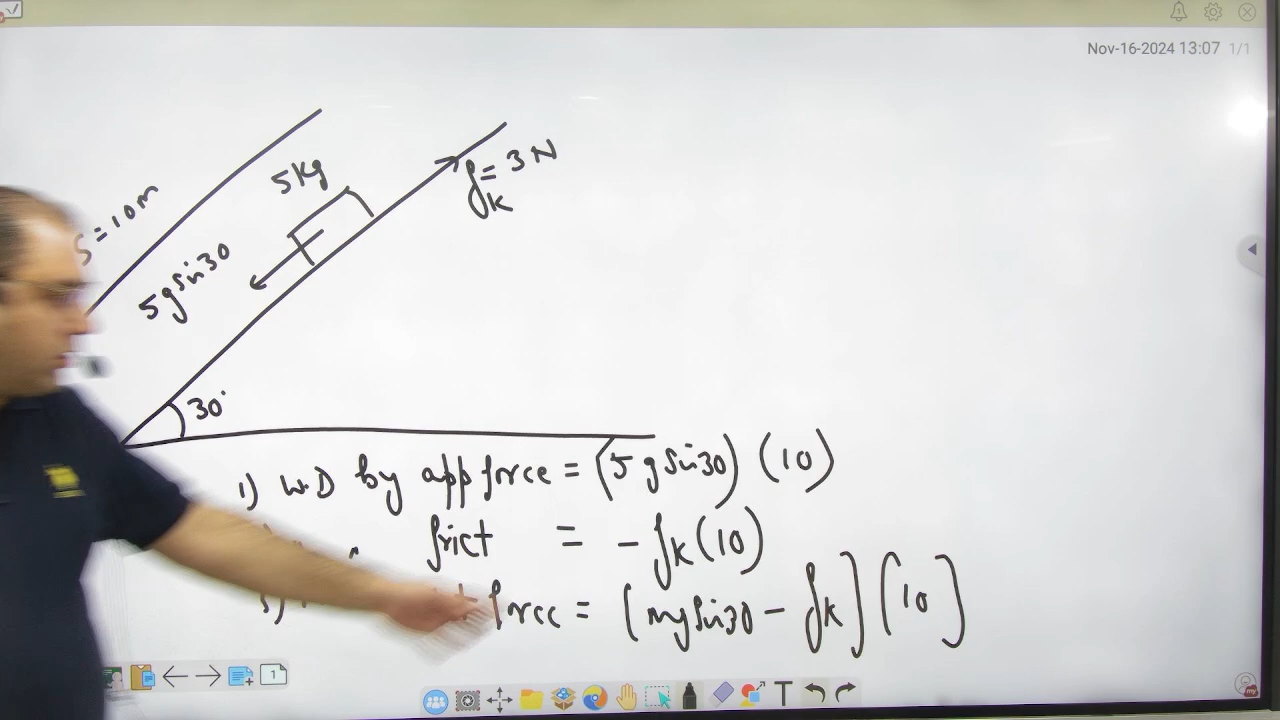 Nov-16-2024 13:07 1/1
5kg
fk = 3N
S = 10m
5gsin30
30°
1) W.D by app force = (5gsin30) (10)
frict = - fk(10)
force = [mgsin30 - fk] (10]
1
T
my